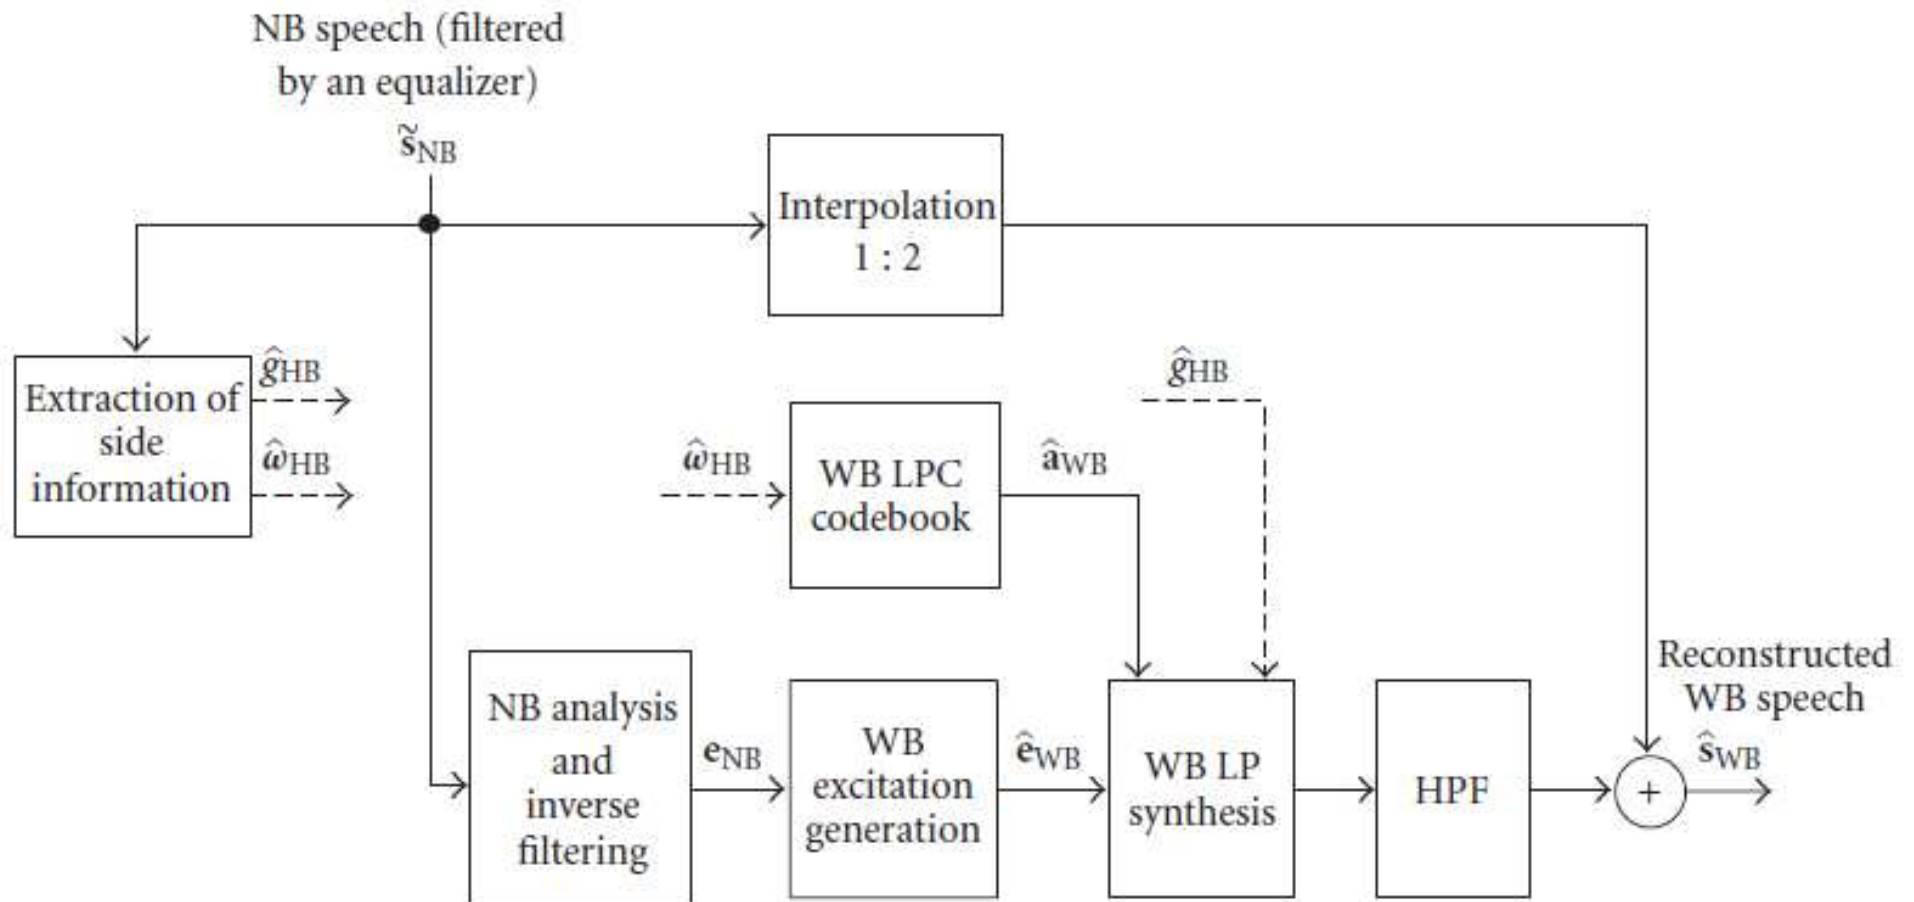 NB speech (filtered
by an equalizer)
s̃NB
Interpolation
1 : 2
Extraction of
side
information
ĝHB
ω̂HB
ω̂HB
WB LPC
codebook
âWB
ĝHB
NB analysis
and
inverse
filtering
eNB
WB
excitation
generation
êWB
WB LP
synthesis
HPF
+
Reconstructed
WB speech
ŝWB